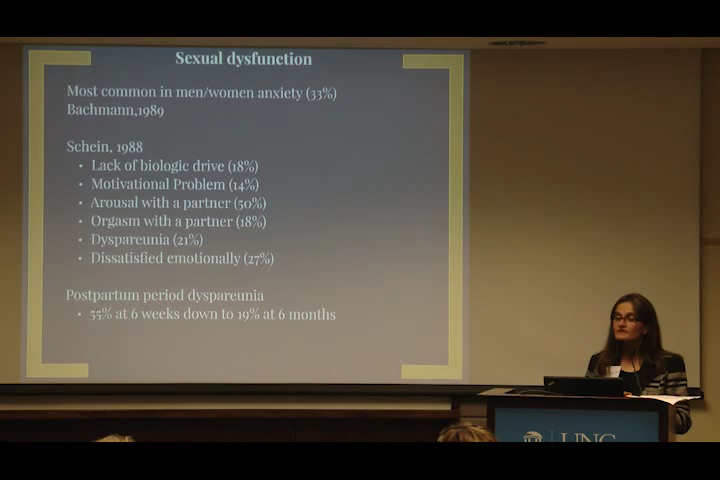 Sexual dysfunction
Most common in men/women anxiety (33%)
Bachmann,1989
Schein, 1988
• Lack of biologic drive (18%)
• Motivational Problem (14%)
• Arousal with a partner (50%)
• Orgasm with a partner (18%)
• Dyspareunia (21%)
• Dissatisfied emotionally (27%)
Postpartum period dyspareunia
• 55% at 6 weeks down to 19% at 6 months
UNC